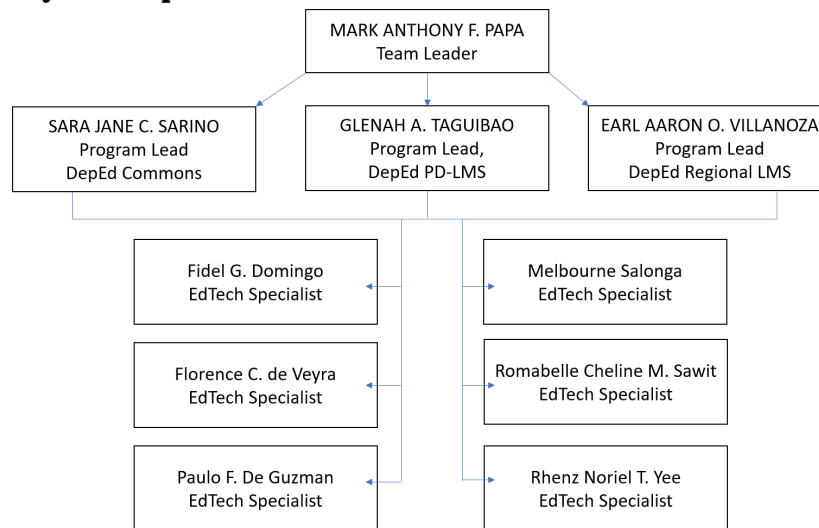 MARK ANTHONY F. PAPA
Team Leader
SARA JANE C. SARINO
Program Lead
DepEd Commons
GLENAH A. TAGUIBAO
Program Lead,
DepEd PD-LMS
EARL AARON O. VILLANOZA
Program Lead
DepEd Regional LMS
Fidel G. Domingo
EdTech Specialist
Melbourne Salonga
EdTech Specialist
Florence C. de Veyra
EdTech Specialist
Romabelle Cheline M. Sawit
EdTech Specialist
Paulo F. De Guzman
EdTech Specialist
Rhenz Noriel T. Yee
EdTech Specialist